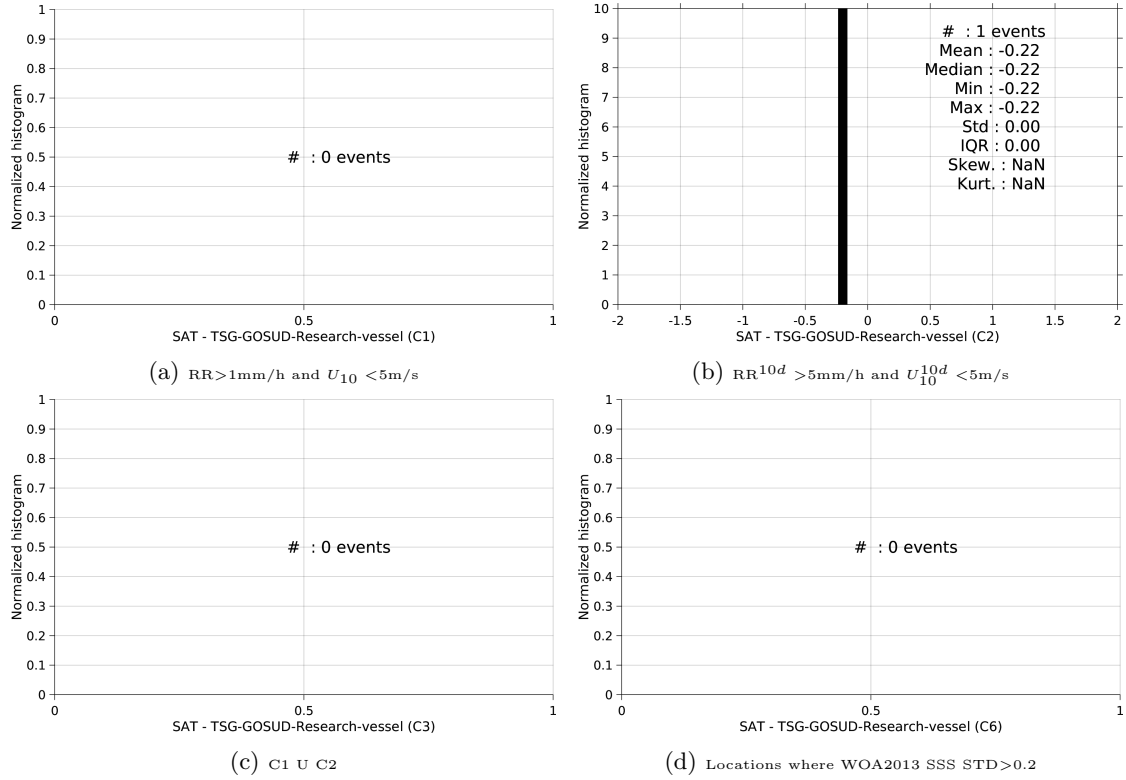 1
0.9
0.8
0.7
0.6
0.5
0.4
0.3
0.2
0.1
0
Normalized histogram
# : 0 events
0 0.5 1
SAT - TSG-GOSUD-Research-vessel (C1)
(a) RR>1mm/h and U10 <5m/s
10
9
8
7
6
5
4
3
2
1
0
Normalized histogram
# : 1 events
Mean : -0.22
Median : -0.22
Min : -0.22
Max : -0.22
Std : 0.00
IQR : 0.00
Skew. : NaN
Kurt. : NaN
-2 -1.5 -1 -0.5 0 0.5 1 1.5 2
SAT - TSG-GOSUD-Research-vessel (C2)
(b) RR^10d >5mm/h and U10^10d <5m/s
1
0.9
0.8
0.7
0.6
0.5
0.4
0.3
0.2
0.1
0
Normalized histogram
# : 0 events
0 0.5 1
SAT - TSG-GOSUD-Research-vessel (C3)
(c) C1 U C2
1
0.9
0.8
0.7
0.6
0.5
0.4
0.3
0.2
0.1
0
Normalized histogram
# : 0 events
0 0.5 1
SAT - TSG-GOSUD-Research-vessel (C6)
(d) Locations where WOA2013 SSS STD>0.2